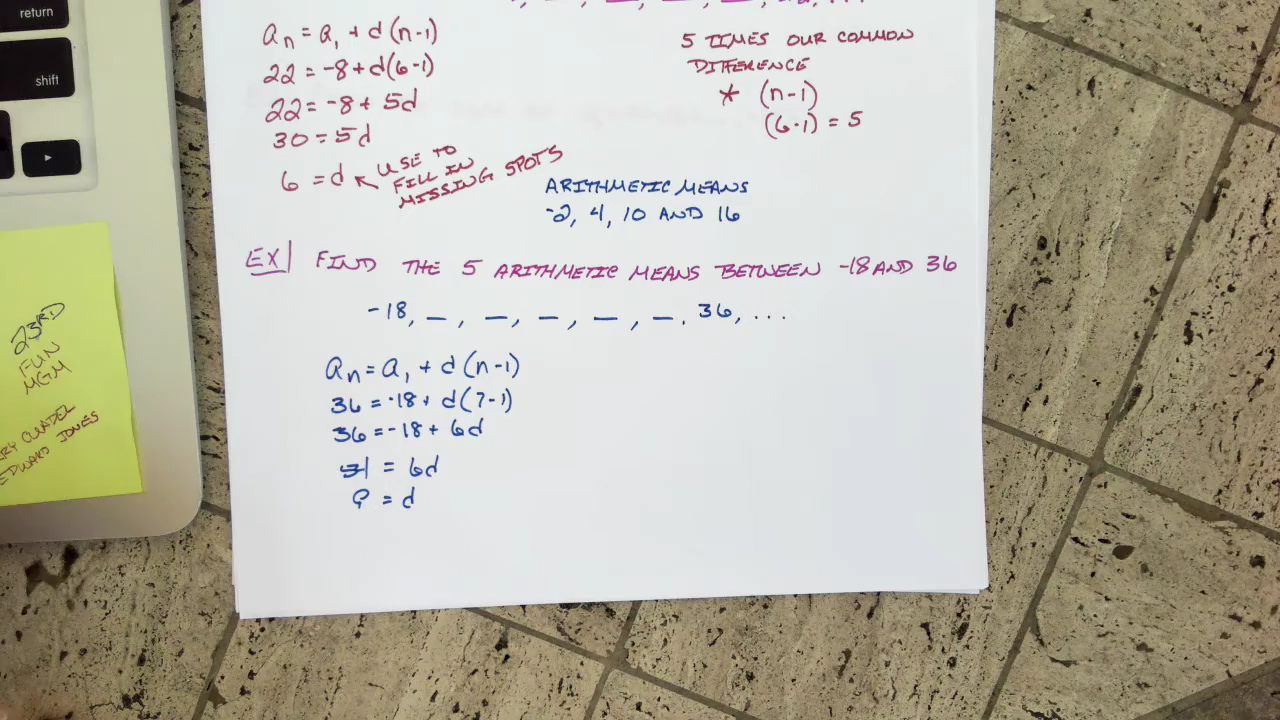 return
shift
an = a1 + d(n-1)
22 = -8 + d(6-1)
22 = -8 + 5d
30 = 5d
6 = d ← USE TO FILL IN MISSING SPOTS
5 TIMES OUR COMMON
DIFFERENCE
* (n-1)
(6-1) = 5
ARITHMETIC MEANS
-2, 4, 10 AND 16
EX| FIND THE 5 ARITHMETIC MEANS BETWEEN -18 AND 36
-18, _, _, _, _, _, 36, ...
an = a1 + d(n-1)
36 = -18 + d(7-1)
36 = -18 + 6d
= 6d
9 = d
23RD
FUN
MGM
EDWARD JONES